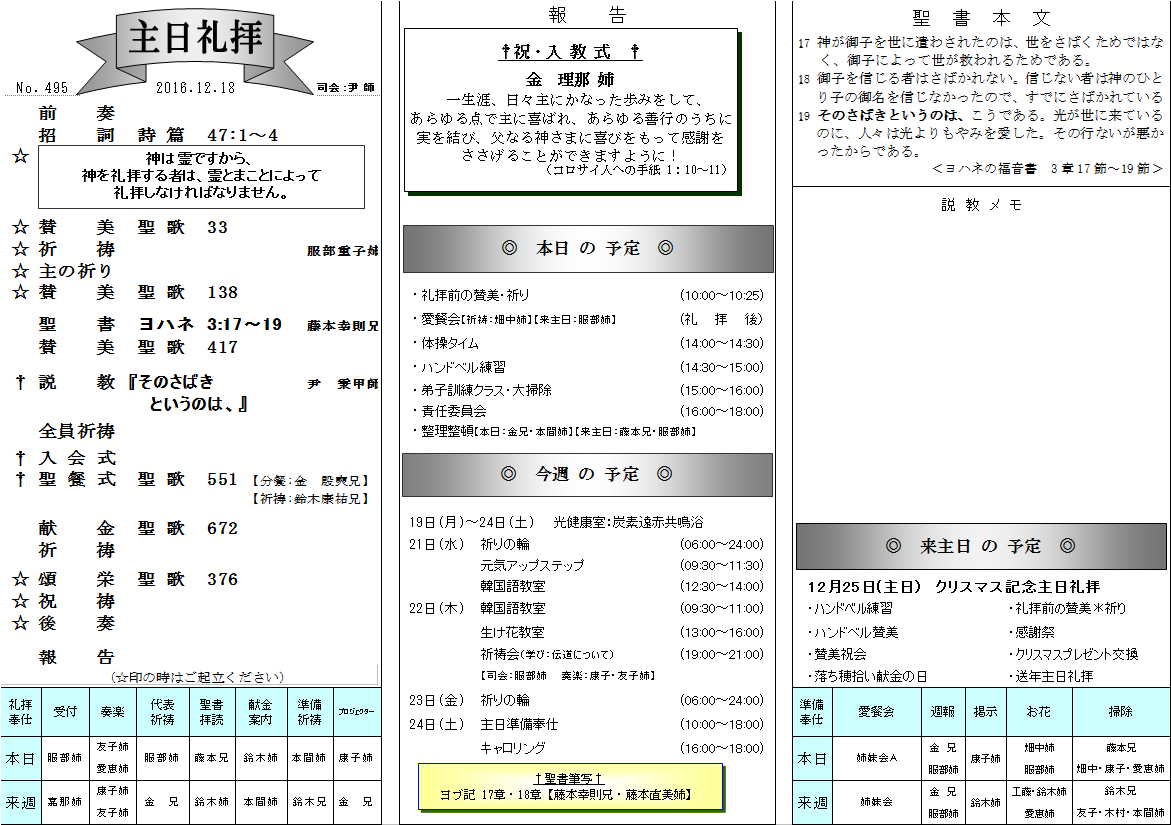 主日礼拝
No. 495 2016.12.18 司会:尹 師
前 奏
招 詞 詩 篇 47:1～4
☆
神は霊ですから、
神を礼拝する者は、霊とまことによって
礼拝しなければなりません。
☆ 賛 美 聖 歌 33
☆ 祈 祷 服部重子姉
☆ 主の祈り
☆ 賛 美 聖 歌 138
聖 書 ヨハネ 3:17～19 藤本幸則兄
賛 美 聖 歌 417
† 説 教 『そのさばき 尹 秉甲師
というのは、』
全員祈祷
† 入 会 式
† 聖 餐 式 聖 歌 551 【分餐:金 殷爽兄】
【祈祷:鈴木康祐兄】
献 金 聖 歌 672
祈 祷
☆ 頌 栄 聖 歌 376
☆ 祝 祷
☆ 後 奏
報 告
(☆印の時はご起立ください)
礼拝奉仕 受付 奏楽 代表祈祷 聖書拝読 献金案内 準備祈祷 プロジェクター
本日 服部姉 友子姉 愛恵姉 服部姉 藤本兄 鈴木姉 本間姉 康子姉
来週 嘉那姉 康子姉 友子姉 金 兄 鈴木姉 本間姉 鈴木兄 金 兄
報 告
†祝・入教式 †
金 理那 姉
一生涯、日々主にかなった歩みをして、
あらゆる点で主に喜ばれ、あらゆる善行のうちに
実を結び、父なる神さまに喜びをもって感謝を
ささげることができますように！
(コロサイ人への手紙 1：10～11)
◎ 本日 の 予定 ◎
・礼拝前の賛美・祈り (10:00～10:25)
・愛餐会【祈祷:畑中姉】【来主日:服部姉】 (礼 拝 後)
・体操タイム (14:00～14:30)
・ハンドベル練習 (14:30～15:00)
・弟子訓練クラス・大掃除 (15:00～16:00)
・責任委員会 (16:00～18:00)
・整理整頓【本日:金兄・本間姉】【来主日:藤本兄・服部姉】
◎ 今週 の 予定 ◎
19日(月)～24日(土) 光健康室:炭素遠赤共鳴浴
21日(水) 祈りの輪 (06:00～24:00)
元気アップステップ (09:30～11:30)
韓国語教室 (12:30～14:00)
22日(木) 韓国語教室 (09:30～11:00)
生け花教室 (13:00～16:00)
祈祷会(学び:伝道について) (19:00～21:00)
【司会:服部姉 奏楽:康子・友子姉】
23日(金) 祈りの輪 (06:00～24:00)
24日(土) 主日準備奉仕 (10:00～18:00)
キャロリング (16:00～18:00)
†聖書筆写†
ヨブ記 17章・18章【藤本幸則兄・藤本直美姉】
聖 書 本 文
17 神が御子を世に遣わされたのは、世をさばくためではな
く、御子によって世が救われるためである。
18 御子を信じる者はさばかれない。信じない者は神のひと
り子の御名を信じなかったので、すでにさばかれている
19 そのさばきというのは、こうである。光が世に来ている
のに、人々は光よりもやみを愛した。その行ないが悪か
ったからである。
＜ヨハネの福音書 3章17節～19節＞
説 教 メ モ
◎ 来主日 の 予定 ◎
12月25日(主日) クリスマス記念主日礼拝
・ハンドベル練習 ・礼拝前の賛美＊祈り
・ハンドベル賛美 ・感謝祭
・賛美祝会 ・クリスマスプレゼント交換
・落ち穂拾い献金の日 ・送年主日礼拝
準備奉仕 愛餐会 週報 掲示 お花 掃除
本日 姉妹会A 金 兄 服部姉 康子姉 畑中姉 服部姉 藤本兄 畑中・康子・愛恵姉
来週 姉妹会 金 兄 服部姉 鈴木姉 工藤・鈴木姉 愛恵姉 鈴木兄 友子・木村・本間姉